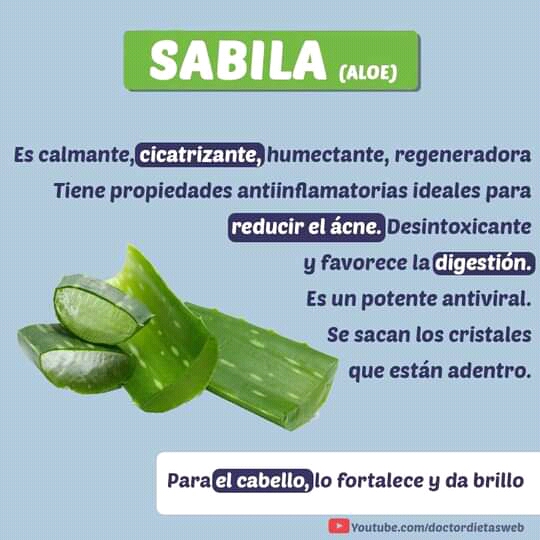 SABILA (ALOE)
Es calmante, cicatrizante, humectante, regeneradora
Tiene propiedades antiinflamatorias ideales para
reducir el ácne. Desintoxicante
y favorece la digestión.
Es un potente antiviral.
Se sacan los cristales
que están adentro.
Para el cabello, lo fortalece y da brillo
Youtube.com/doctordietasweb